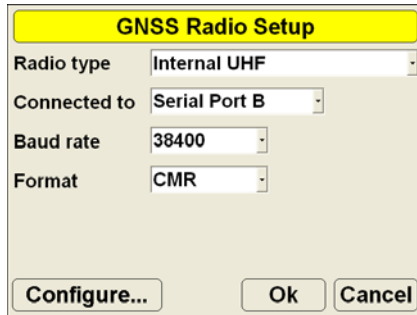 GNSS Radio Setup
Radio type Internal UHF
Connected to Serial Port B
Baud rate 38400
Format CMR
Configure... Ok Cancel